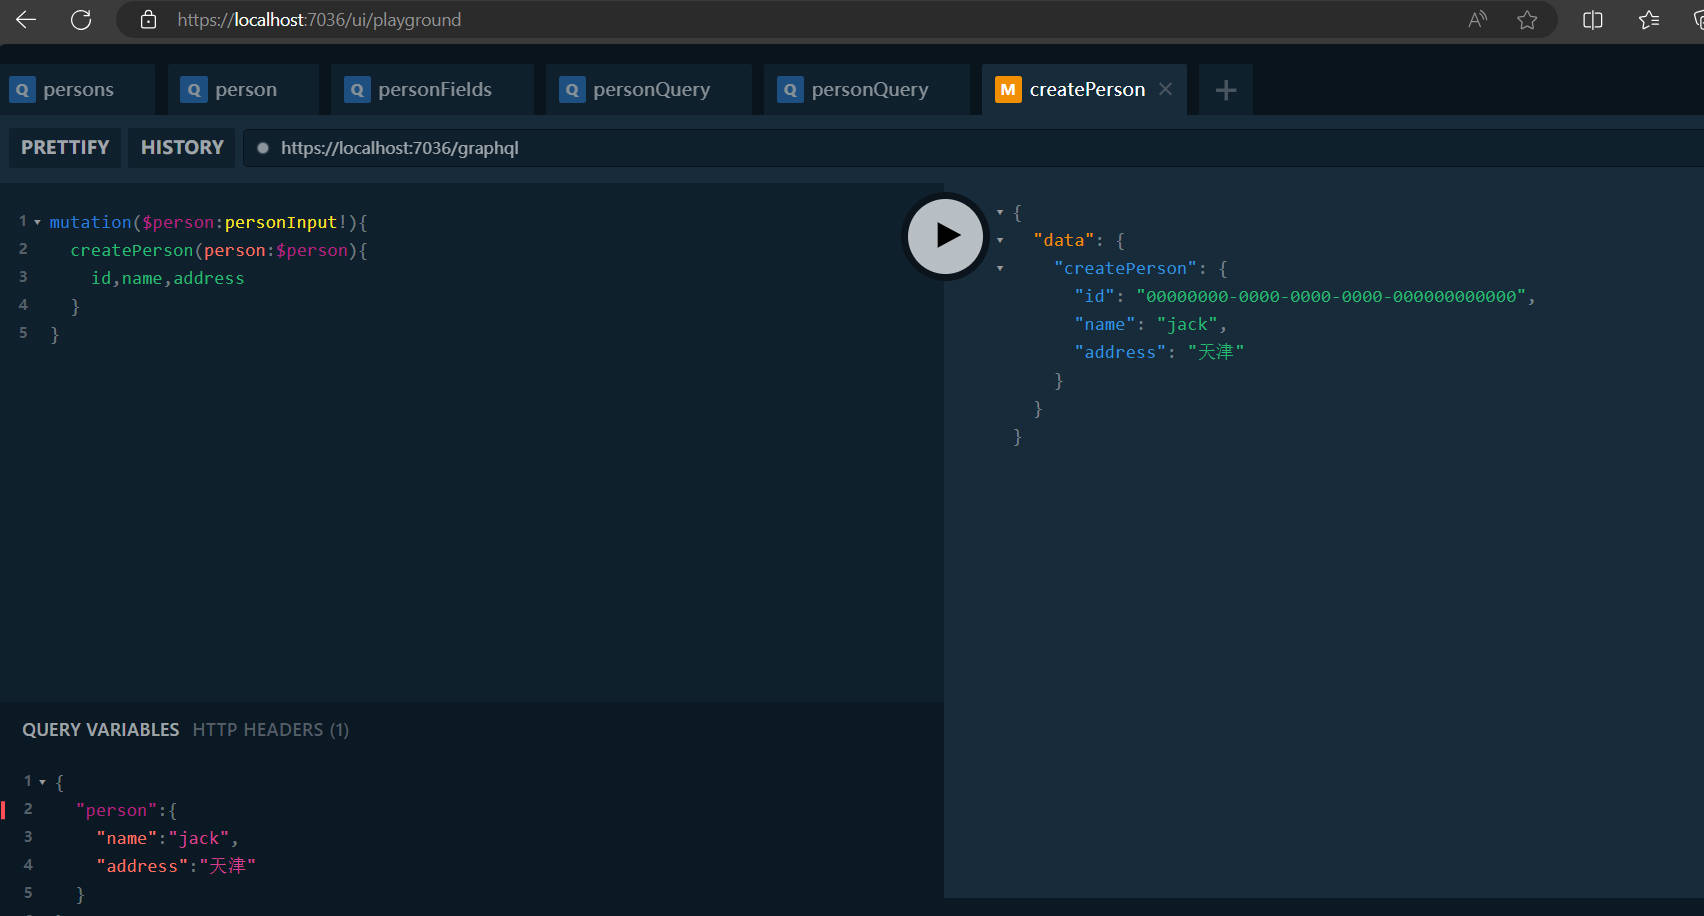 https://localhost:7036/ui/playground
Q persons
Q person
Q personFields
Q personQuery
Q personQuery
M createPerson
PRETTIFY
HISTORY
https://localhost:7036/graphql
1 mutation($person:personInput!){
2 createPerson(person:$person){
3 id,name,address
4 }
5 }
{
"data": {
"createPerson": {
"id": "00000000-0000-0000-0000-000000000000",
"name": "jack",
"address": "天津"
}
}
}
QUERY VARIABLES HTTP HEADERS (1)
1 {
2 "person":{
3 "name":"jack",
4 "address":"天津"
5 }